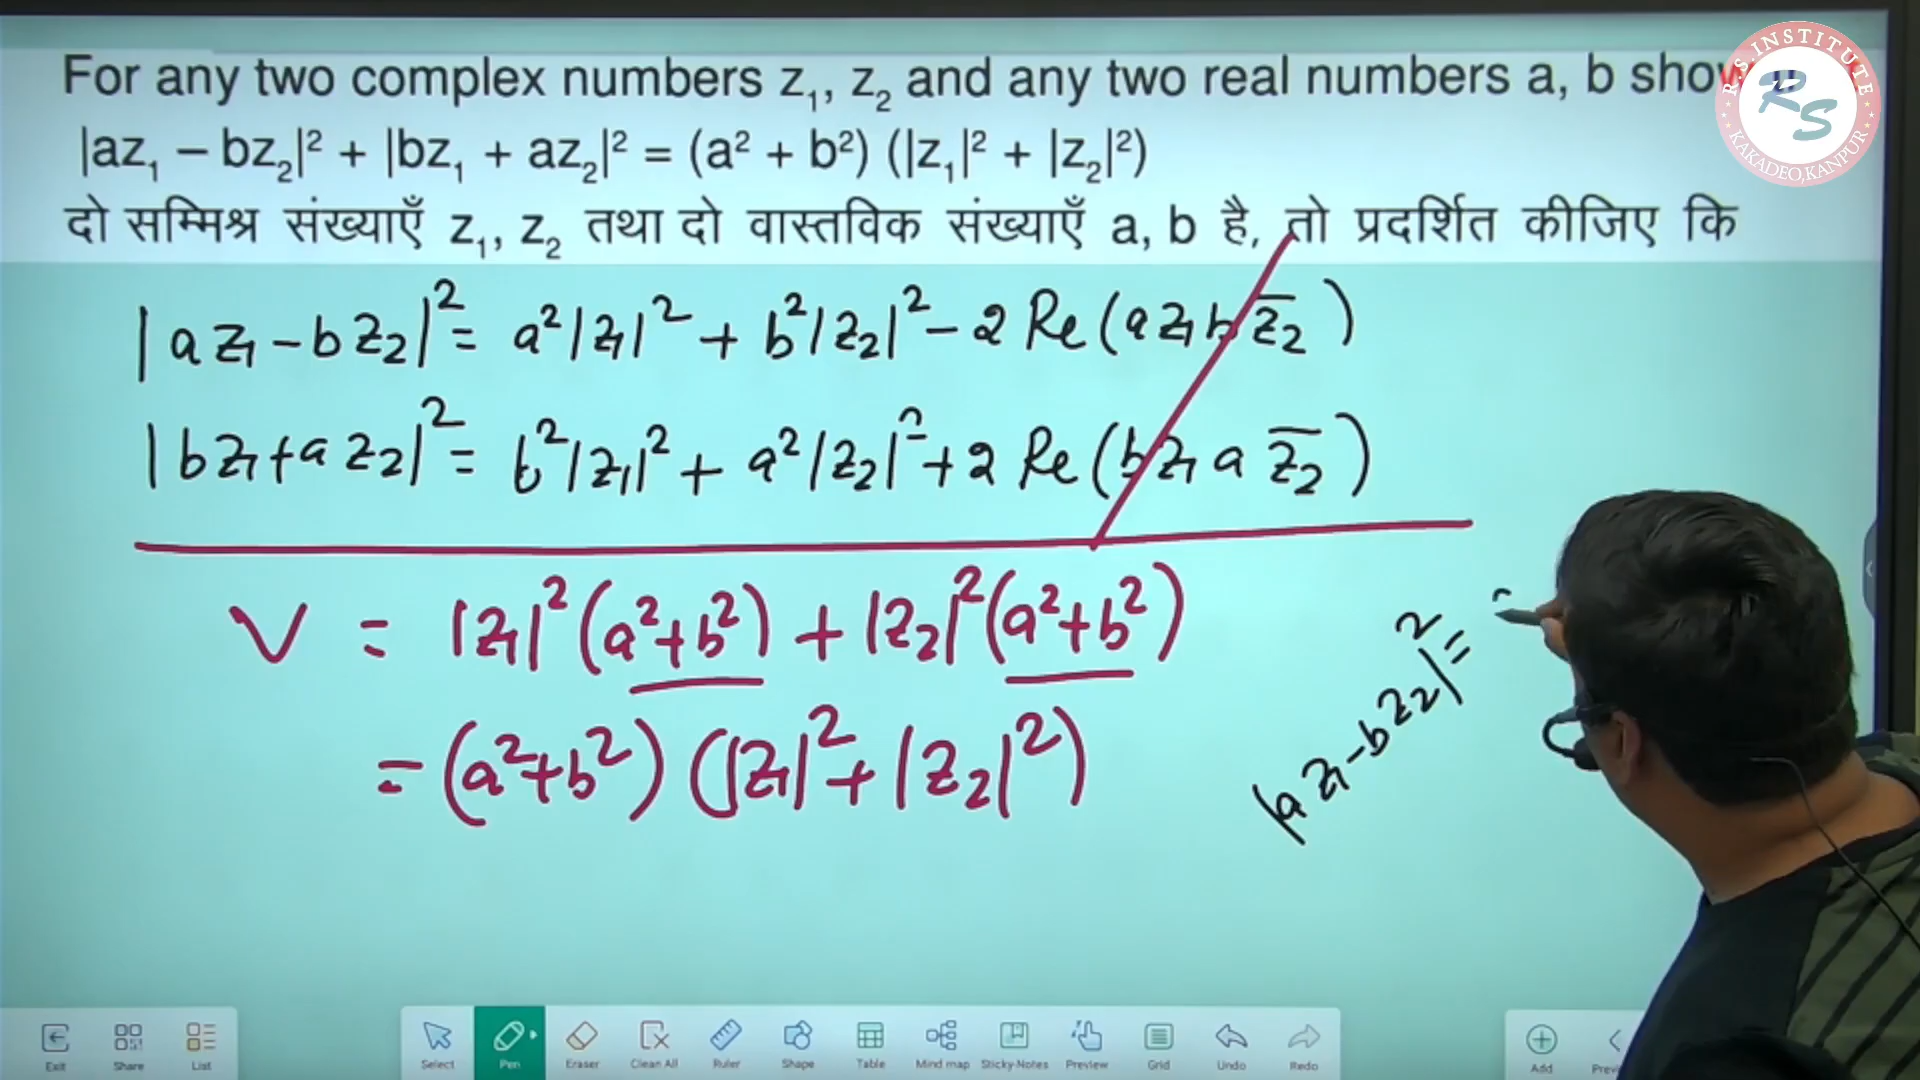 For any two complex numbers z₁, z₂ and any two real numbers a, b show
|az₁ – bz₂|² + |bz₁ + az₂|² = (a² + b²) (|z₁|² + |z₂|²)
दो सम्मिश्र संख्याएँ z₁, z₂ तथा दो वास्तविक संख्याएँ a, b है, तो प्रदर्शित कीजिए कि
|az₁ - bz₂|² = a²|z₁|² + b²|z₂|² - 2 Re(az₁b z̅₂)
|bz₁ + az₂|² = b²|z₁|² + a²|z₂|² + 2 Re(bz₁a z̅₂)
V = |z₁|²(a²+b²) + |z₂|²(a²+b²)
= (a²+b²) (|z₁|² + |z₂|²)
|az₁ - bz₂|² =
R.S. INSTITUTE
RS
KAKADEO, KANPUR
Exit Share List Select Pen Eraser Clean All Ruler Shape Table Mind map Sticky-Notes Preview Grid Undo Redo Add